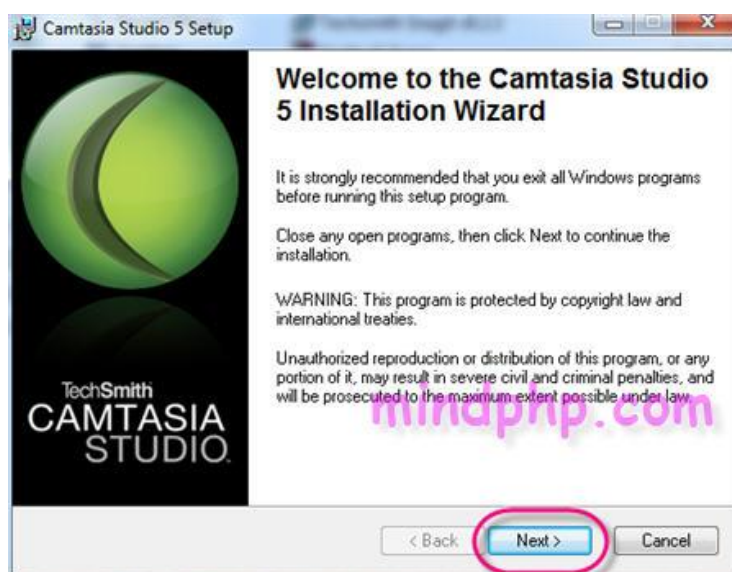 Camtasia Studio 5 Setup
Welcome to the Camtasia Studio
5 Installation Wizard
It is strongly recommended that you exit all Windows programs
before running this setup program.
Close any open programs, then click Next to continue the
installation.
WARNING: This program is protected by copyright law and
international treaties.
Unauthorized reproduction or distribution of this program, or any
portion of it, may result in severe civil and criminal penalties, and
will be prosecuted to the maximum extent possible under law.
mindphp.com
TechSmith
CAMTASIA
STUDIO
< Back
Next >
Cancel